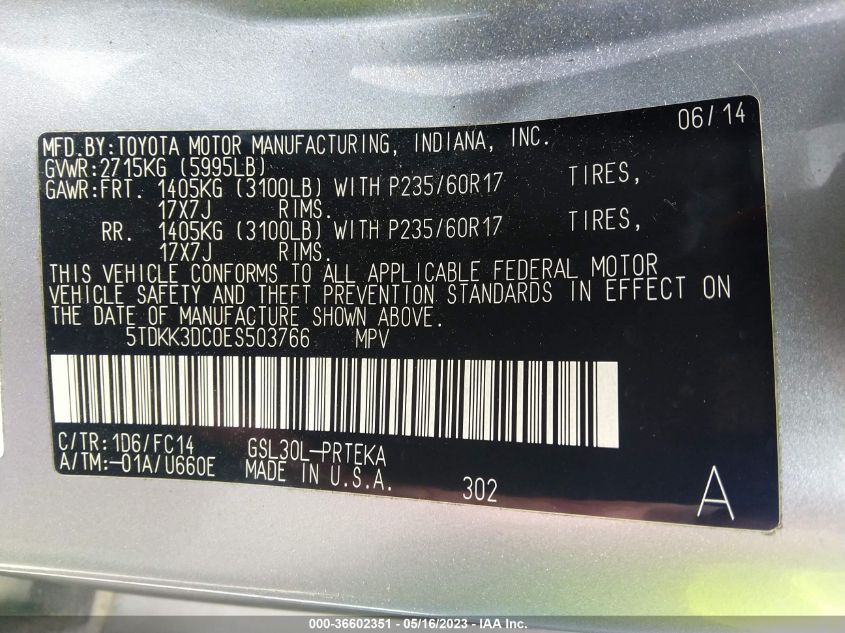 06/14
MFD.BY:TOYOTA MOTOR MANUFACTURING, INDIANA, INC.
GVWR:2715KG (5995LB)
GAWR:FRT. 1405KG (3100LB) WITH P235/60R17 TIRES,
17X7J RIMS.
RR. 1405KG (3100LB) WITH P235/60R17 TIRES,
17X7J RIMS.
THIS VEHICLE CONFORMS TO ALL APPLICABLE FEDERAL MOTOR
VEHICLE SAFETY AND THEFT PREVENTION STANDARDS IN EFFECT ON
THE DATE OF MANUFACTURE SHOWN ABOVE.
5TDKK3DC0ES503766 MPV
C/TR:1D6/FC14 GSL30L-PRTEKA
A/TM:-01A/U660E MADE IN U.S.A. 302 A
000-36602351 - 05/16/2023 - IAA Inc.